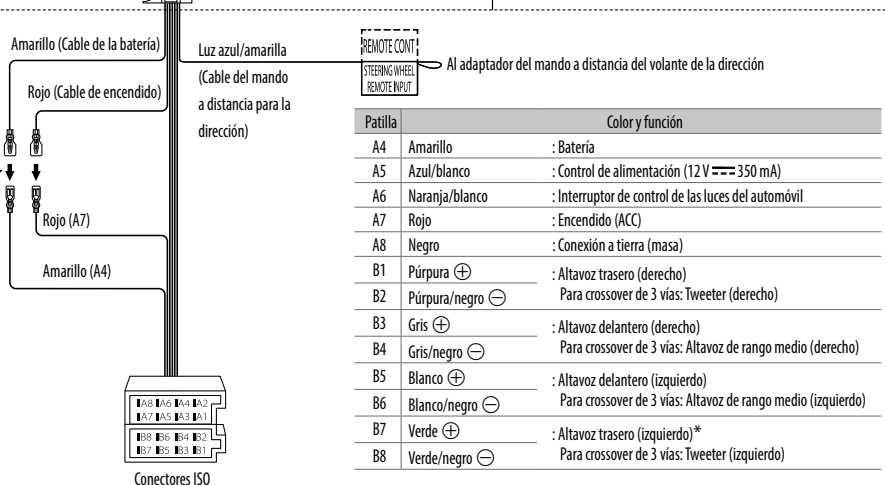 Amarillo (Cable de la batería)
Rojo (Cable de encendido)
Luz azul/amarilla
(Cable del mando
a distancia para la
dirección)
REMOTE CONT
STEERING WHEEL
REMOTE INPUT
Al adaptador del mando a distancia del volante de la dirección
Rojo (A7)
Amarillo (A4)
A8 A6 A4 A2
A7 A5 A3 A1
B8 B6 B4 B2
B7 B5 B3 B1
Conectores ISO
Patilla Color y función
A4 Amarillo : Batería
A5 Azul/blanco : Control de alimentación (12 V ⎓ 350 mA)
A6 Naranja/blanco : Interruptor de control de las luces del automóvil
A7 Rojo : Encendido (ACC)
A8 Negro : Conexión a tierra (masa)
B1 Púrpura ⊕ : Altavoz trasero (derecho)
B2 Púrpura/negro ⊖ Para crossover de 3 vías: Tweeter (derecho)
B3 Gris ⊕ : Altavoz delantero (derecho)
B4 Gris/negro ⊖ Para crossover de 3 vías: Altavoz de rango medio (derecho)
B5 Blanco ⊕ : Altavoz delantero (izquierdo)
B6 Blanco/negro ⊖ Para crossover de 3 vías: Altavoz de rango medio (izquierdo)
B7 Verde ⊕ : Altavoz trasero (izquierdo)*
B8 Verde/negro ⊖ Para crossover de 3 vías: Tweeter (izquierdo)